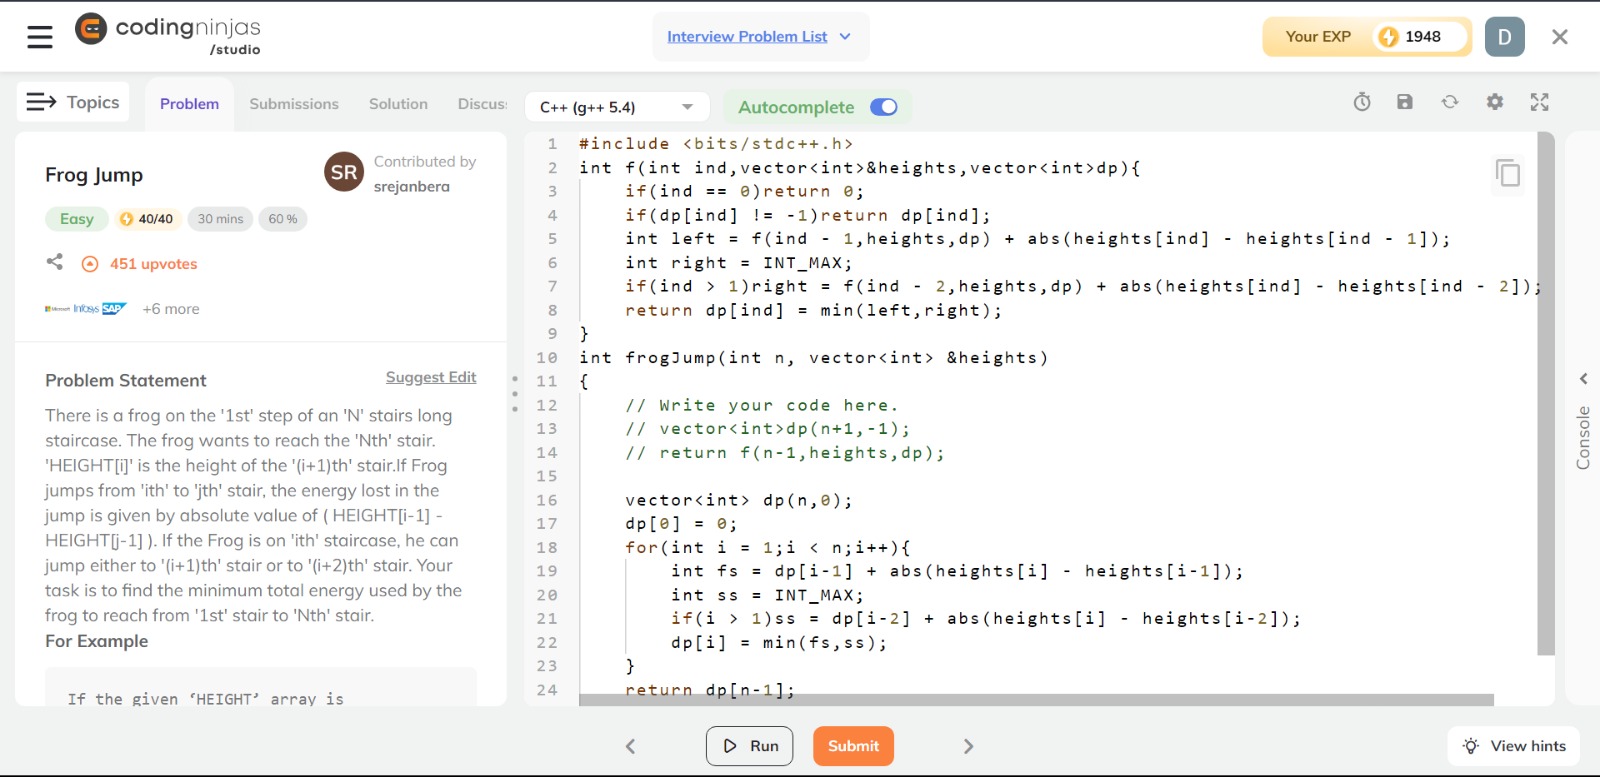 codingninjas
/studio
Interview Problem List
Your EXP 1948
D
Topics
Problem
Submissions
Solution
Discus
C++ (g++ 5.4)
Autocomplete
Frog Jump
SR
Contributed by
srejanbera
Easy
40/40
30 mins
60 %
451 upvotes
Microsoft Infosys SAP +6 more
Problem Statement
Suggest Edit
There is a frog on the '1st' step of an 'N' stairs long
staircase. The frog wants to reach the 'Nth' stair.
'HEIGHT[i]' is the height of the '(i+1)th' stair.If Frog
jumps from 'ith' to 'jth' stair, the energy lost in the
jump is given by absolute value of ( HEIGHT[i-1] -
HEIGHT[j-1] ). If the Frog is on 'ith' staircase, he can
jump either to '(i+1)th' stair or to '(i+2)th' stair. Your
task is to find the minimum total energy used by the
frog to reach from '1st' stair to 'Nth' stair.
For Example
If the given ‘HEIGHT’ array is
1 #include <bits/stdc++.h>
2 int f(int ind,vector<int>&heights,vector<int>dp){
3     if(ind == 0)return 0;
4     if(dp[ind] != -1)return dp[ind];
5     int left = f(ind - 1,heights,dp) + abs(heights[ind] - heights[ind - 1]);
6     int right = INT_MAX;
7     if(ind > 1)right = f(ind - 2,heights,dp) + abs(heights[ind] - heights[ind - 2]);
8     return dp[ind] = min(left,right);
9 }
10 int frogJump(int n, vector<int> &heights)
11 {
12     // Write your code here.
13     // vector<int>dp(n+1,-1);
14     // return f(n-1,heights,dp);
15
16     vector<int> dp(n,0);
17     dp[0] = 0;
18     for(int i = 1;i < n;i++){
19         int fs = dp[i-1] + abs(heights[i] - heights[i-1]);
20         int ss = INT_MAX;
21         if(i > 1)ss = dp[i-2] + abs(heights[i] - heights[i-2]);
22         dp[i] = min(fs,ss);
23     }
24     return dp[n-1];
Console
Run
Submit
View hints